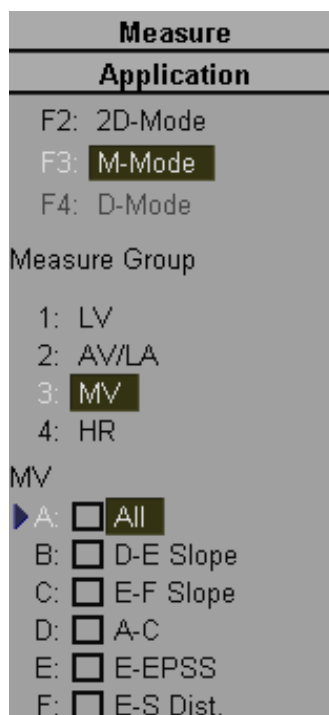 Measure
Application
F2: 2D-Mode
F3: M-Mode
F4: D-Mode
Measure Group
1: LV
2: AV/LA
3: MV
4: HR
MV
A: All
B: D-E Slope
C: E-F Slope
D: A-C
E: E-EPSS
F: E-S Dist.